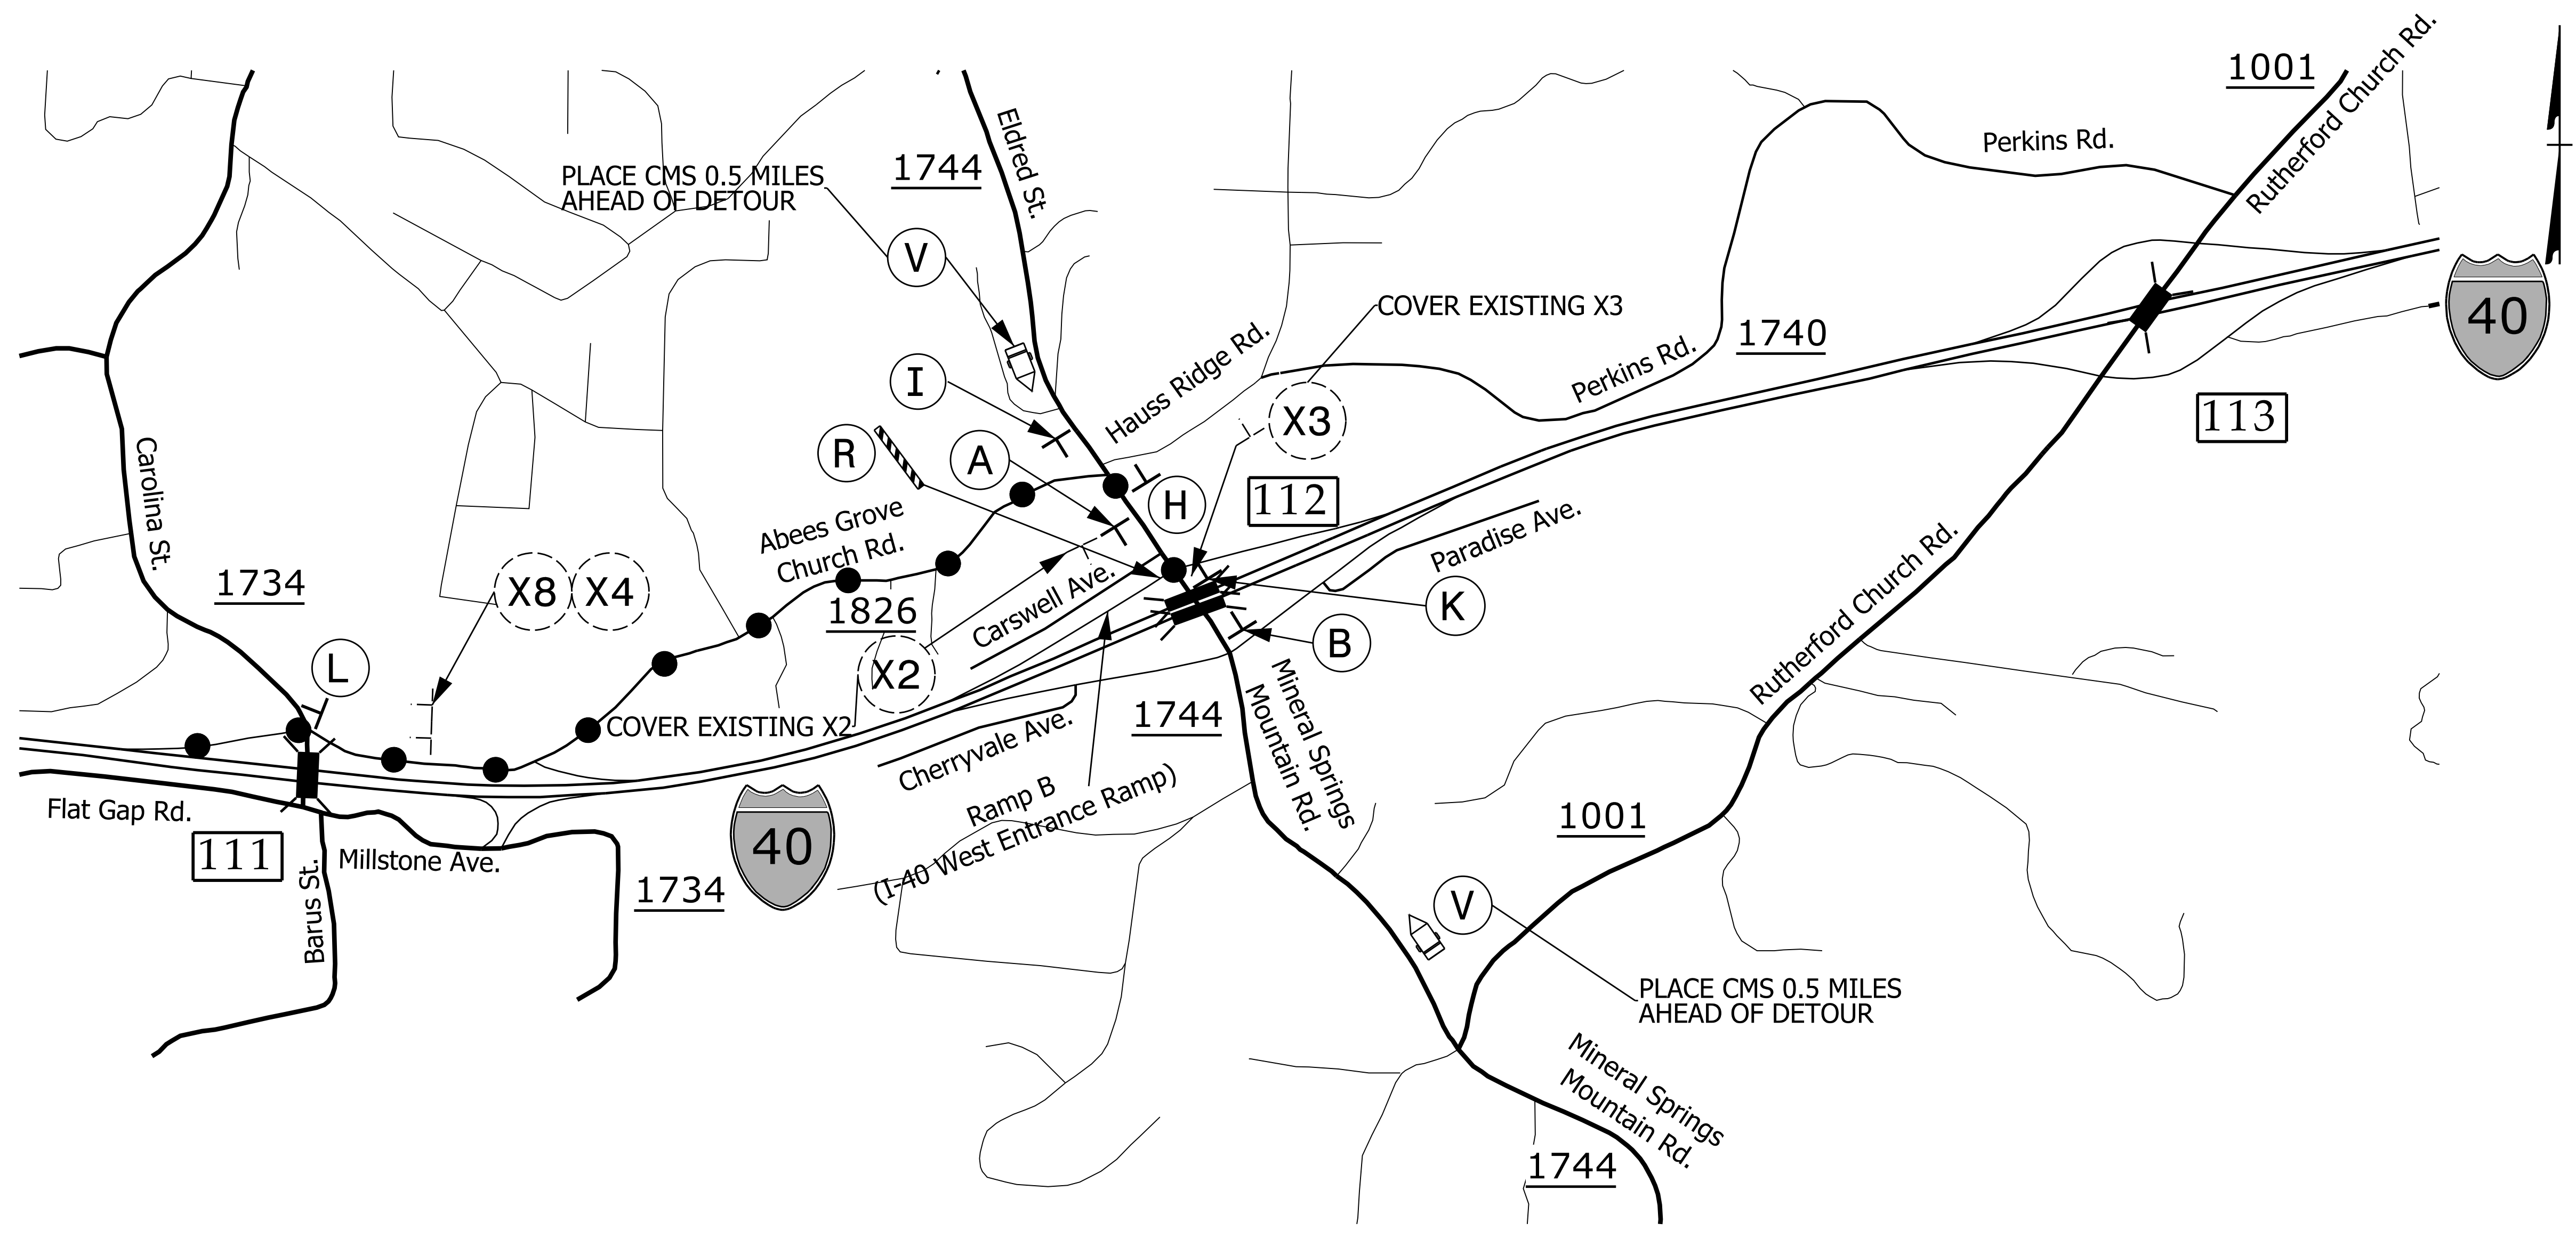 1001
Rutherford Church Rd.
Perkins Rd.
Eldred St.
1744
PLACE CMS 0.5 MILES
AHEAD OF DETOUR
V
COVER EXISTING X3
40
1740
Hauss Ridge Rd.
Perkins Rd.
I
X3
113
R
A
H
112
Carolina St.
Abees Grove
Church Rd.
Paradise Ave.
1734
X8
X4
1826
Carswell Ave.
K
B
Rutherford Church Rd.
L
X2
COVER EXISTING X2
Cherryvale Ave.
1744
Mineral Springs
Mountain Rd.
Ramp B
(I-40 West Entrance Ramp)
Flat Gap Rd.
111
Millstone Ave.
Barus St.
1734
40
1001
V
PLACE CMS 0.5 MILES
AHEAD OF DETOUR
Mineral Springs
Mountain Rd.
1744